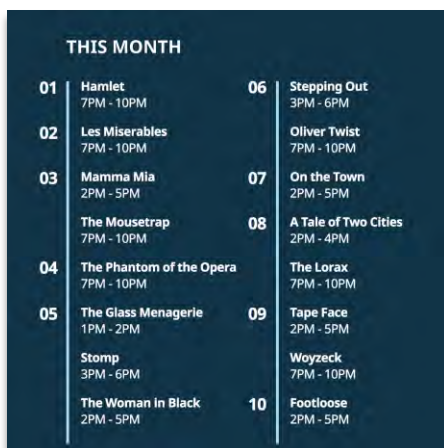 THIS MONTH
01 Hamlet
7PM - 10PM
02 Les Miserables
7PM - 10PM
03 Mamma Mia
2PM - 5PM
The Mousetrap
7PM - 10PM
04 The Phantom of the Opera
7PM - 10PM
05 The Glass Menagerie
1PM - 2PM
Stomp
3PM - 6PM
The Woman in Black
2PM - 5PM
06 Stepping Out
3PM - 6PM
Oliver Twist
7PM - 10PM
07 On the Town
2PM - 5PM
08 A Tale of Two Cities
2PM - 4PM
The Lorax
7PM - 10PM
09 Tape Face
2PM - 5PM
Woyzeck
7PM - 10PM
10 Footloose
2PM - 5PM